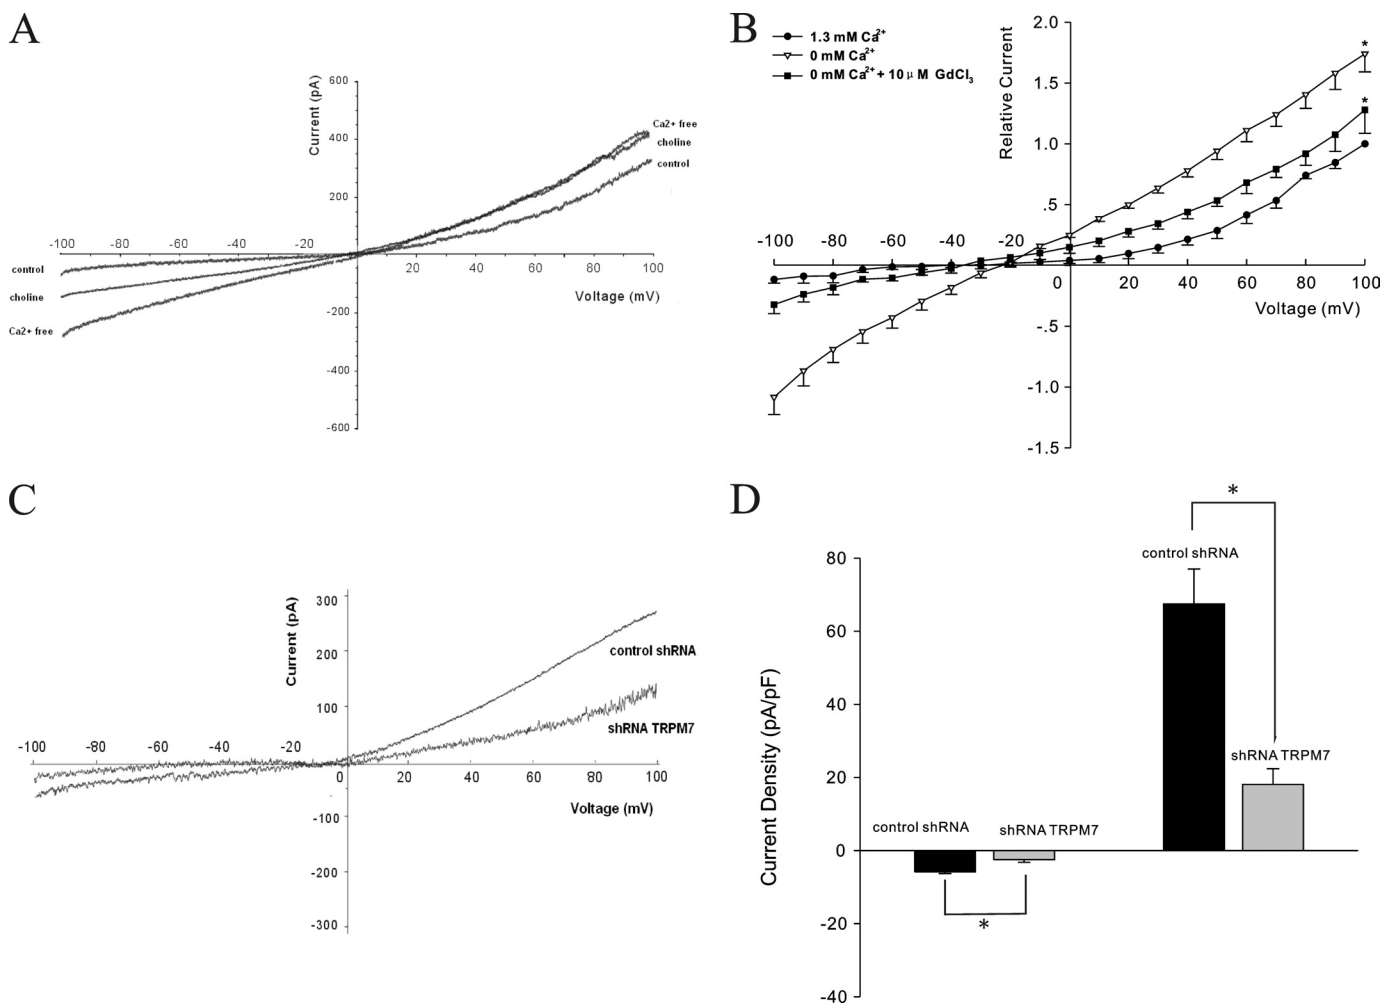 A
Current (pA)
600
400
200
-200
-400
-600
-100 -80 -60 -40 -20
20 40 60 80 100
Voltage (mV)
Ca2+ free
choline
control
control
choline
Ca2+ free
B
1.3 mM Ca2+
0 mM Ca2+
0 mM Ca2+ + 10 μM GdCl3
Relative Current
2.0
1.5
1.0
.5
-.5
-1.0
-1.5
-100 -80 -60 -40 -20
0 20 40 60 80 100
Voltage (mV)
*
*
C
Current (pA)
300
200
100
-100
-200
-300
-100 -80 -60 -40 -20
0 20 40 60 80 100
Voltage (mV)
control shRNA
shRNA TRPM7
D
Current Density (pA/pF)
80
60
40
20
0
-20
-40
*
control shRNA
shRNA TRPM7
control shRNA
shRNA TRPM7
*